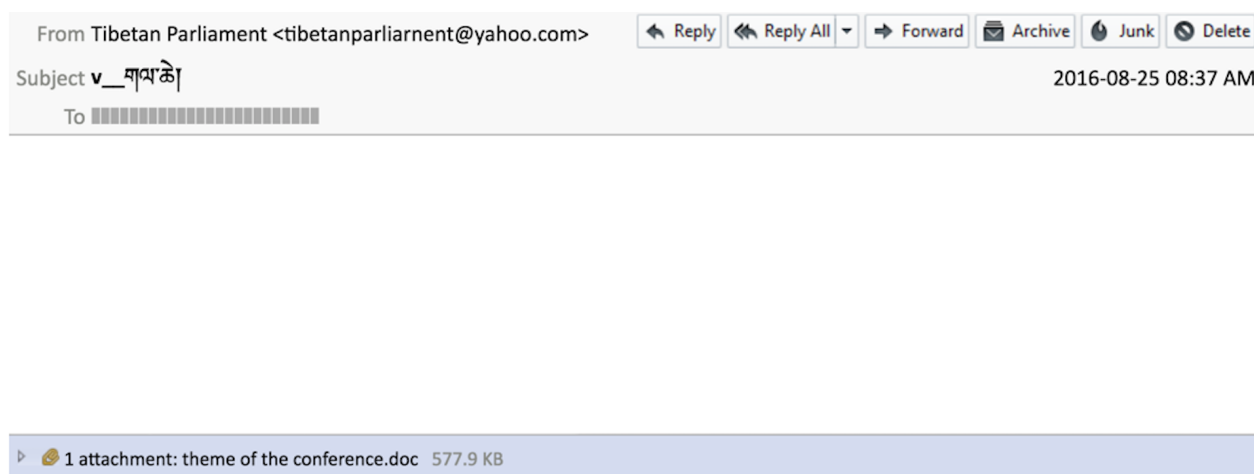 From Tibetan Parliament <tibetanparliarnent@yahoo.com> Reply Reply All Forward Archive Junk Delete
Subject v__གལ་ཆེ། 2016-08-25 08:37 AM
To
1 attachment: theme of the conference.doc 577.9 KB